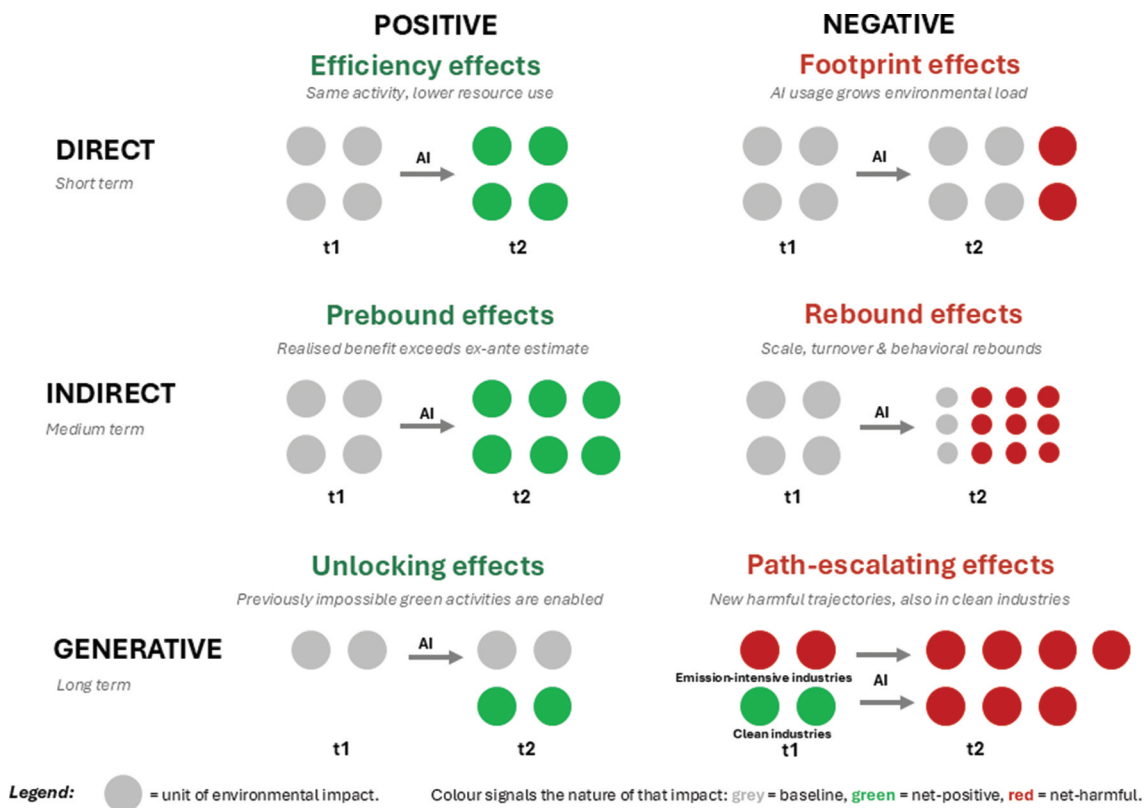 POSITIVE
NEGATIVE
Efficiency effects
Same activity, lower resource use
Footprint effects
AI usage grows environmental load
DIRECT
Short term
AI
t1
t2
AI
t1
t2
Prebound effects
Realised benefit exceeds ex-ante estimate
Rebound effects
Scale, turnover & behavioral rebounds
INDIRECT
Medium term
AI
t1
t2
AI
t1
t2
Unlocking effects
Previously impossible green activities are enabled
Path-escalating effects
New harmful trajectories, also in clean industries
GENERATIVE
Long term
AI
t1
t2
Emission-intensive industries
AI
Clean industries
t1
t2
Legend:
= unit of environmental impact.
Colour signals the nature of that impact: grey = baseline, green = net-positive, red = net-harmful.